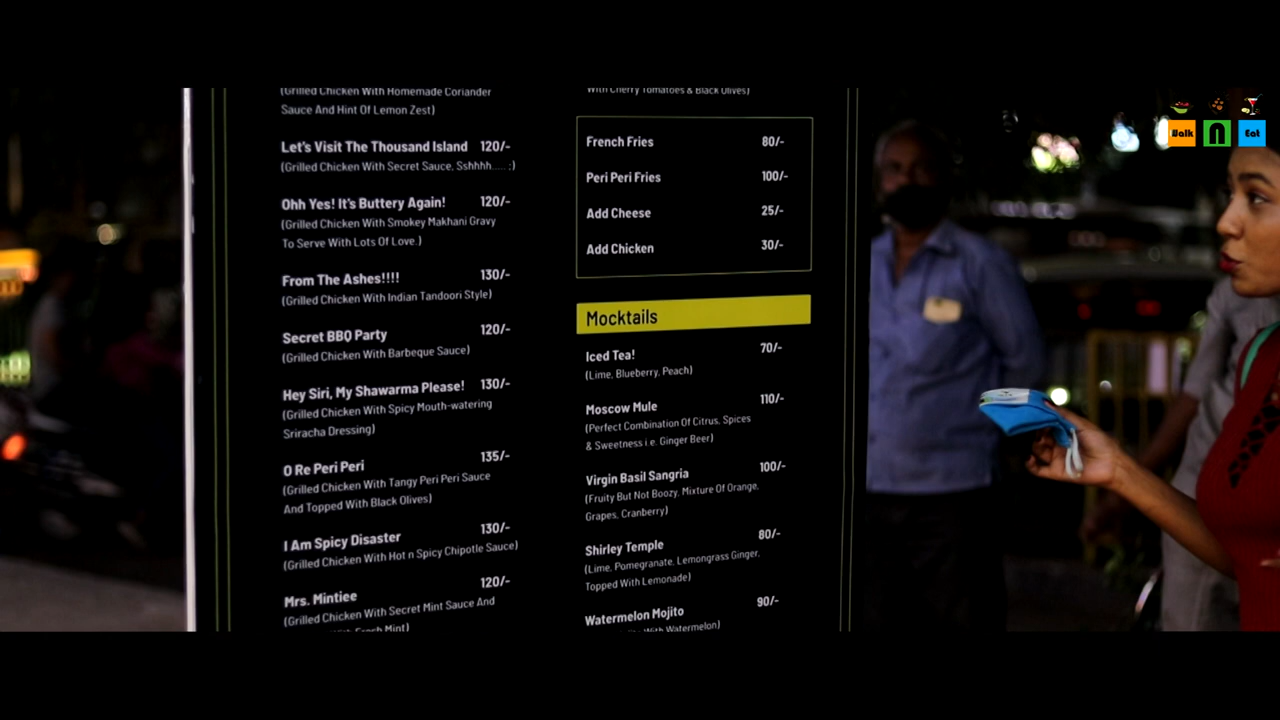 (Grilled Chicken With Homemade Coriander
Sauce And Hint Of Lemon Zest)
Let's Visit The Thousand Island 120/-
(Grilled Chicken With Secret Sauce, Sshhhh..... ;)
Ohh Yes! It's Buttery Again! 120/-
(Grilled Chicken With Smokey Makhani Gravy
To Serve With Lots Of Love.)
From The Ashes!!!! 130/-
(Grilled Chicken With Indian Tandoori Style)
Secret BBQ Party 120/-
(Grilled Chicken With Barbeque Sauce)
Hey Siri, My Shawarma Please! 130/-
(Grilled Chicken With Spicy Mouth-watering
Sriracha Dressing)
O Re Peri Peri 135/-
(Grilled Chicken With Tangy Peri Peri Sauce
And Topped With Black Olives)
I Am Spicy Disaster 130/-
(Grilled Chicken With Hot n Spicy Chipotle Sauce)
Mrs. Mintiee 120/-
(Grilled Chicken With Secret Mint Sauce And
With Fresh Mint)
With Cherry Tomatoes & Black Olives)
French Fries 80/-
Peri Peri Fries 100/-
Add Cheese 25/-
Add Chicken 30/-
Mocktails
Iced Tea! 70/-
(Lime, Blueberry, Peach)
Moscow Mule 110/-
(Perfect Combination Of Citrus, Spices
& Sweetness i.e. Ginger Beer)
Virgin Basil Sangria 100/-
(Fruity But Not Boozy, Mixture Of Orange,
Grapes, Cranberry)
Shirley Temple 80/-
(Lime, Pomegranate, Lemongrass Ginger,
Topped With Lemonade)
Watermelon Mojito 90/-
With Watermelon)
Walk n Eat